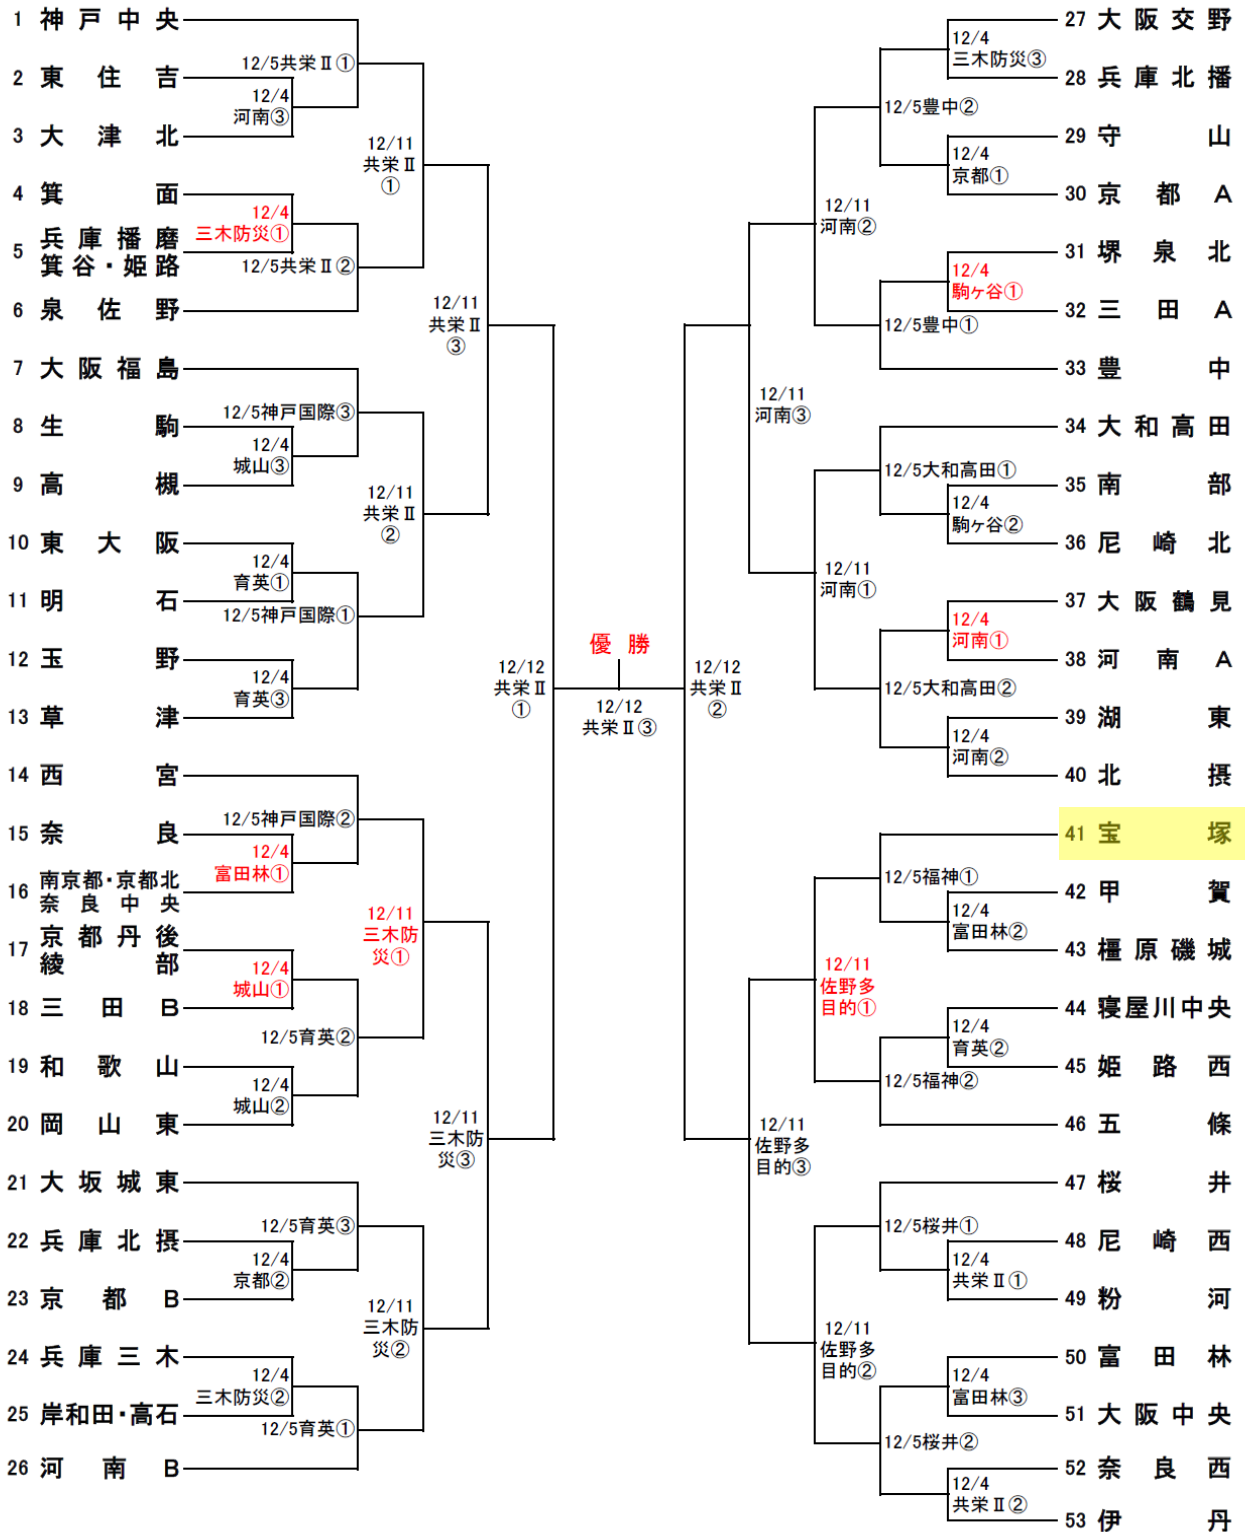 1 神戸中央
12/5共栄Ⅱ①
2 東住吉
12/4
河南③
3 大津北
12/11
共栄Ⅱ
①
4 箕面
12/4
三木防災①
5 兵庫播磨
箕谷・姫路
12/5共栄Ⅱ②
6 泉佐野
12/11
共栄Ⅱ
③
7 大阪福島
12/5神戸国際③
8 生駒
12/4
城山③
9 高槻
12/11
共栄Ⅱ
②
10 東大阪
12/4
育英①
11 明石
12/5神戸国際①
12 玉野
12/4
育英③
13 草津
12/12
共栄Ⅱ
①
14 西宮
12/5神戸国際②
15 奈良
12/4
富田林①
16 南京都・京都北
奈良中央
12/11
三木防
災①
17 京都丹後
綾部
12/4
城山①
18 三田B
12/5育英②
19 和歌山
12/4
城山②
20 岡山東
12/11
三木防
災③
21 大坂城東
12/5育英③
22 兵庫北摂
12/4
京都②
23 京都B
12/11
三木防
災②
24 兵庫三木
12/4
三木防災②
25 岸和田・高石
12/5育英①
26 河南B
優勝
12/12
共栄Ⅱ③
27 大阪交野
12/4
三木防災③
28 兵庫北播
12/5豊中②
29 守山
12/4
京都①
30 京都A
12/11
河南②
31 堺泉北
12/4
駒ヶ谷①
32 三田A
12/5豊中①
33 豊中
12/11
河南③
34 大和高田
12/5大和高田①
35 南部
12/4
駒ヶ谷②
36 尼崎北
12/11
河南①
37 大阪鶴見
12/4
河南①
38 河南A
12/5大和高田②
39 湖東
12/4
河南②
40 北摂
12/12
共栄Ⅱ
②
41 宝塚
12/5福神①
42 甲賀
12/4
富田林②
43 橿原磯城
12/11
佐野多
目的①
44 寝屋川中央
12/4
育英②
45 姫路西
12/5福神②
46 五條
12/11
佐野多
目的③
47 桜井
12/5桜井①
48 尼崎西
12/4
共栄Ⅱ①
49 粉河
12/11
佐野多
目的②
50 富田林
12/4
富田林③
51 大阪中央
12/5桜井②
52 奈良西
12/4
共栄Ⅱ②
53 伊丹